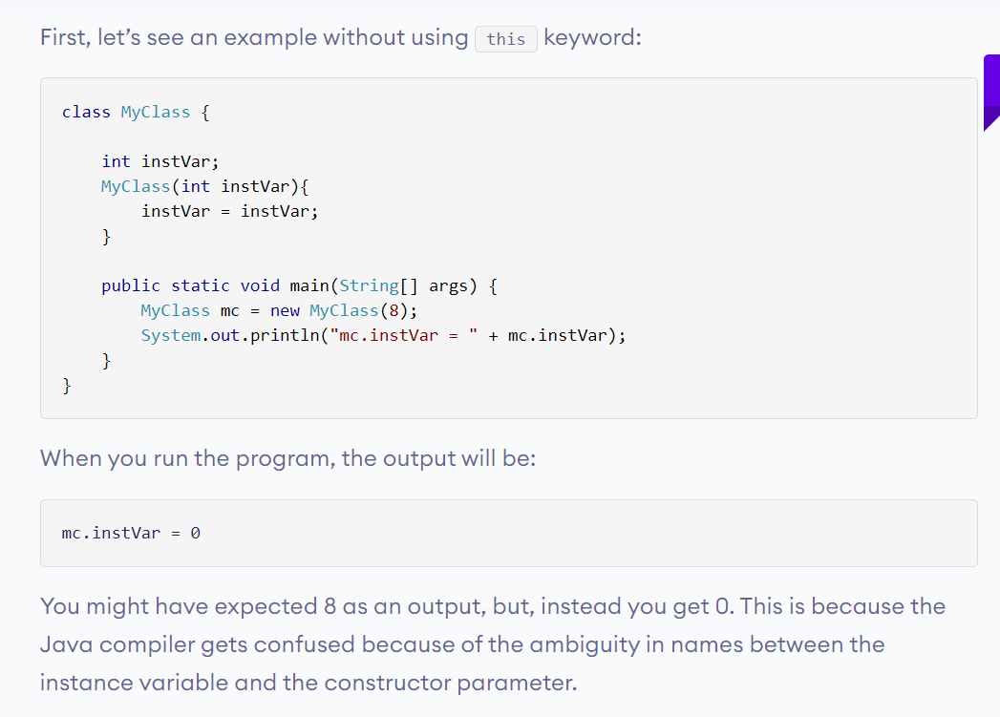 First, let’s see an example without using this keyword:
class MyClass {
    int instVar;
    MyClass(int instVar){
        instVar = instVar;
    }
    public static void main(String[] args) {
        MyClass mc = new MyClass(8);
        System.out.println("mc.instVar = " + mc.instVar);
    }
}
When you run the program, the output will be:
mc.instVar = 0
You might have expected 8 as an output, but, instead you get 0. This is because the
Java compiler gets confused because of the ambiguity in names between the
instance variable and the constructor parameter.